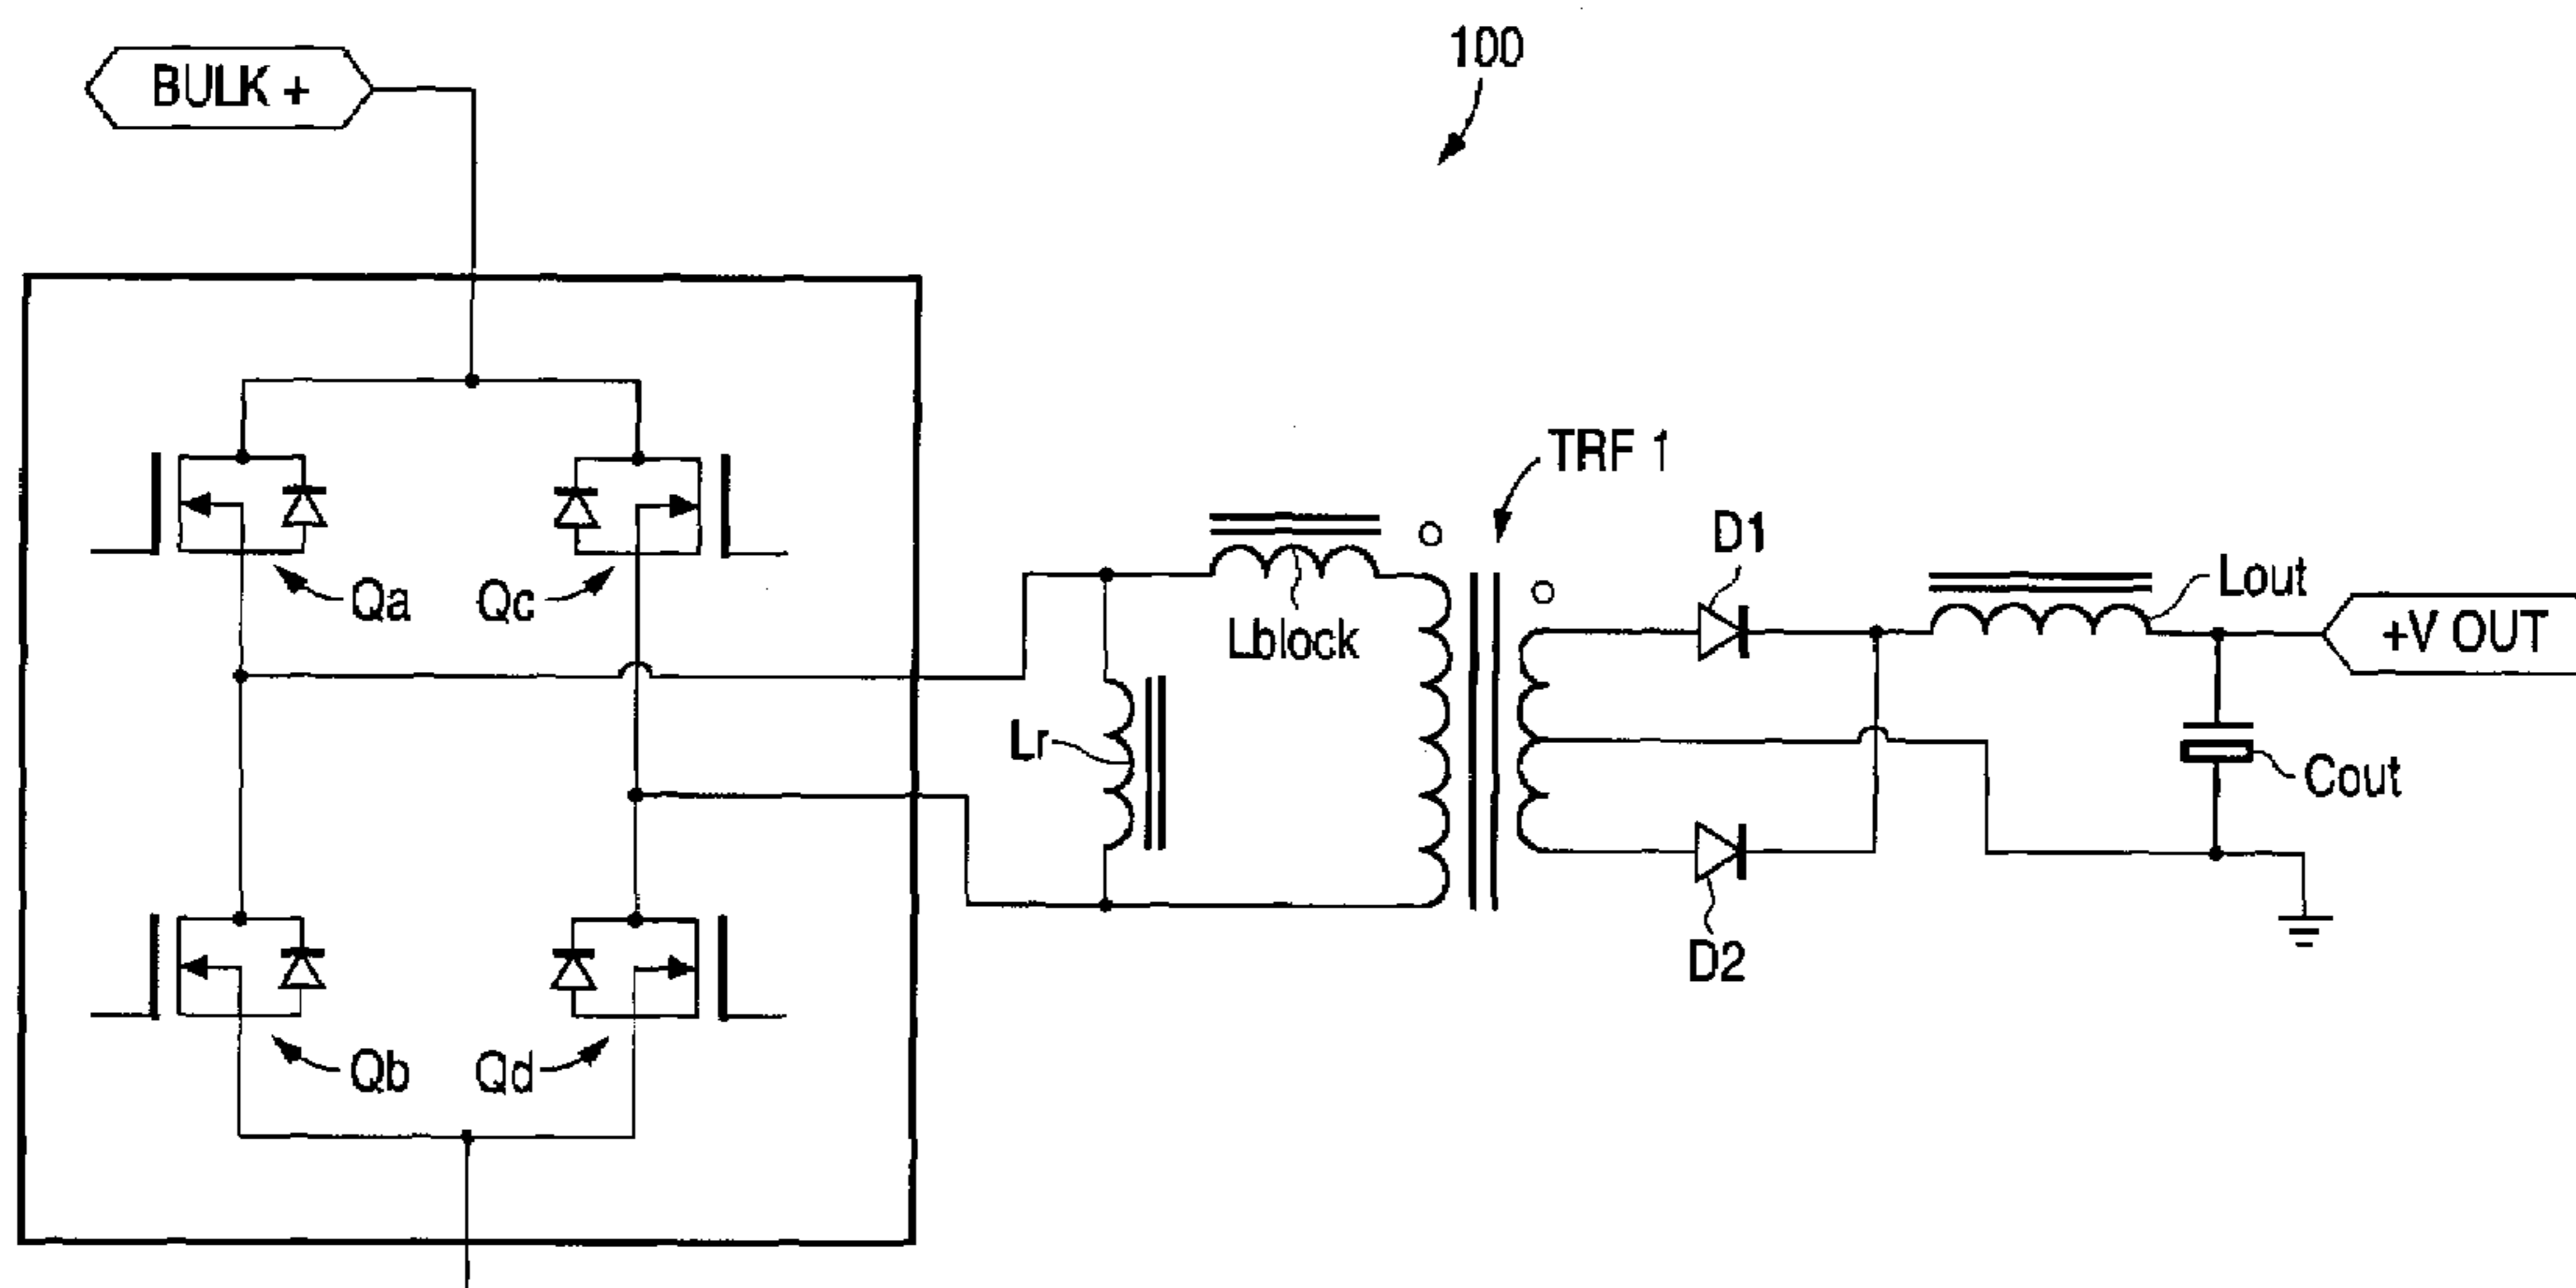 100
BULK +
TRF 1
D1
Lout
Qa
Qc
Lblock
+V OUT
Lr
Cout
D2
Qb
Qd